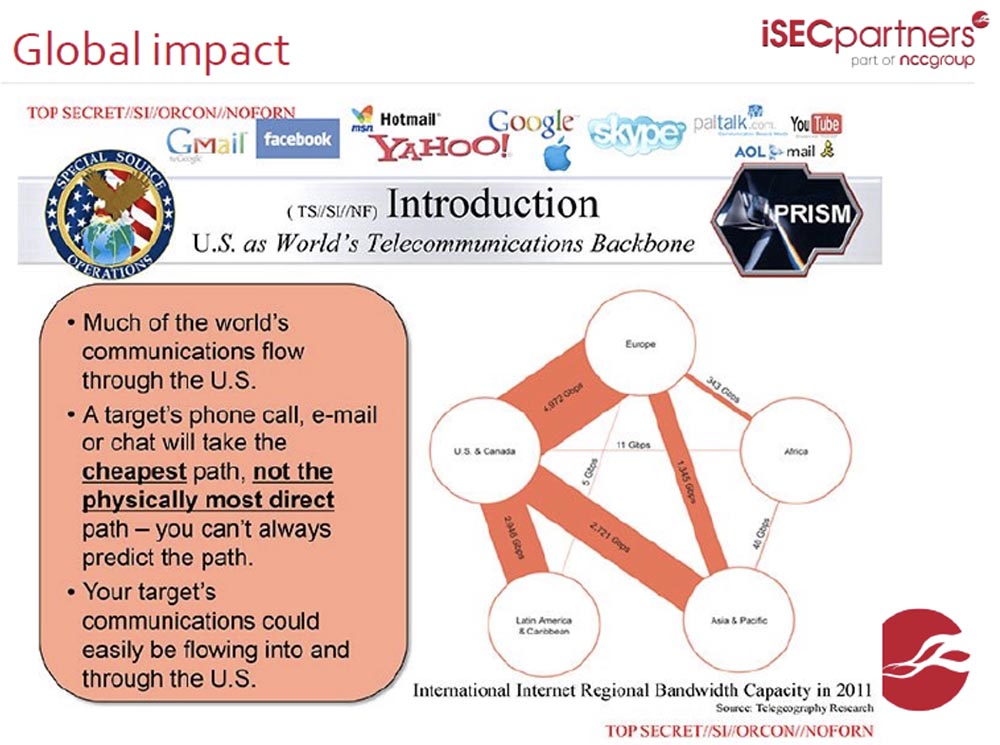 Global impact
iSECpartners
part of nccgroup
TOP SECRET//SI//ORCON//NOFORN
Gmail
by Google
facebook
msn Hotmail
YAHOO!
Google
skype
paltalk.com
YouTube
AOL mail
SPECIAL SOURCE
OPERATIONS
( TS//SI//NF) Introduction
U.S. as World's Telecommunications Backbone
PRISM
• Much of the world's
communications flow
through the U.S.
• A target's phone call, e-mail
or chat will take the
cheapest path, not the
physically most direct
path – you can't always
predict the path.
• Your target's
communications could
easily be flowing into and
through the U.S.
Europe
4,972 Gbps
343 Gbps
U.S. & Canada
11 Gbps
Africa
5 Gbps
1,345 Gbps
2,946 Gbps
2,721 Gbps
40 Gbps
Latin America
& Caribbean
Asia & Pacific
International Internet Regional Bandwidth Capacity in 2011
Source: Telegeography Research
TOP SECRET//SI//ORCON//NOFORN